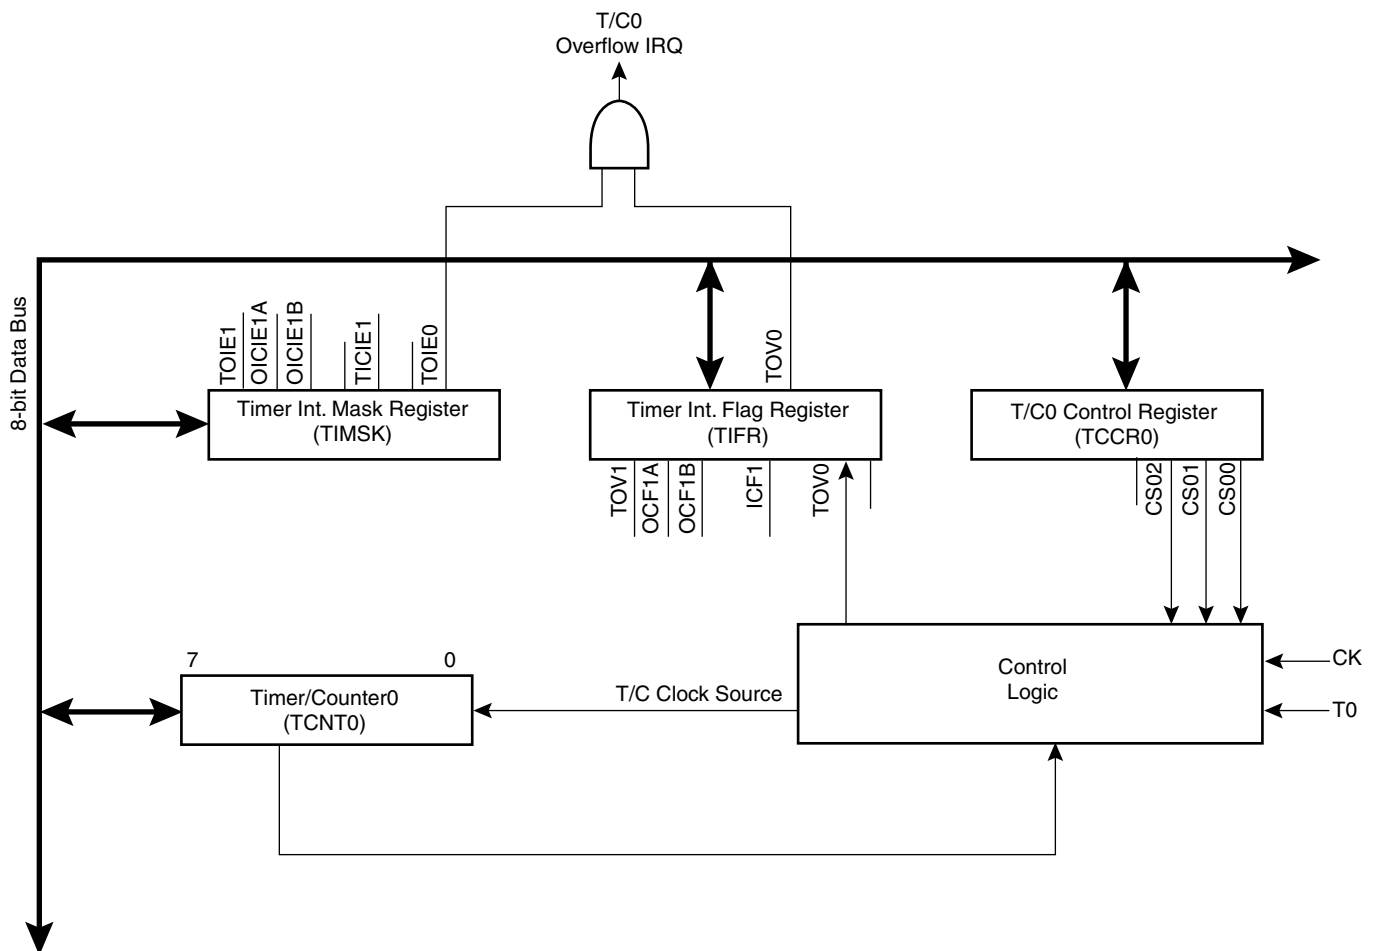 T/C0
Overflow IRQ
8-bit Data Bus
TOIE1
OICIE1A
OICIE1B
TICIE1
TOIE0
TOV0
Timer Int. Mask Register
(TIMSK)
Timer Int. Flag Register
(TIFR)
T/C0 Control Register
(TCCR0)
TOV1
OCF1A
OCF1B
ICF1
TOV0
CS02
CS01
CS00
7
0
Timer/Counter0
(TCNT0)
T/C Clock Source
Control
Logic
CK
T0